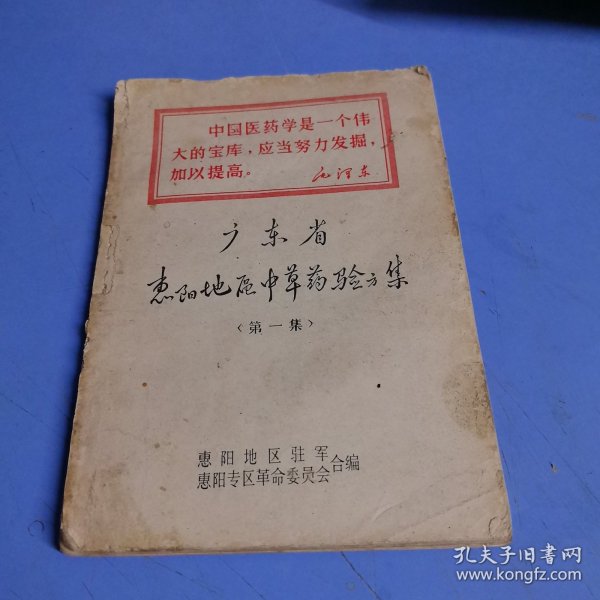 中国医药学是一个伟
大的宝库，应当努力发掘，
加以提高。 毛泽东
广东省
惠阳地区中草药验方集
（第一集）
惠阳地区驻军
惠阳专区革命委员会合编
孔夫子旧书网
www.kongfz.com